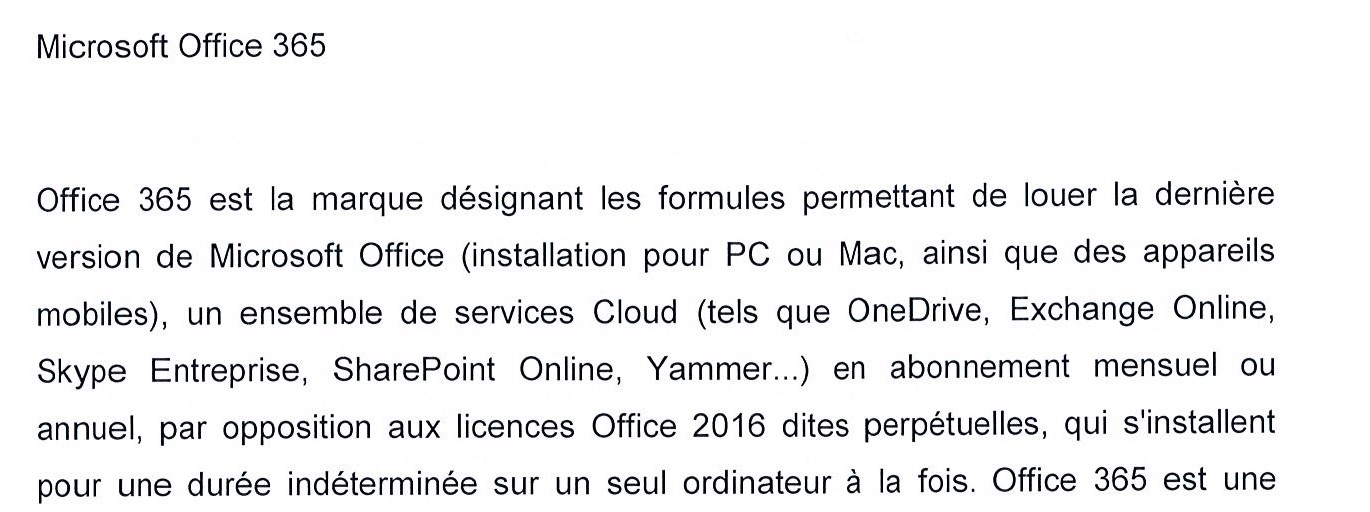 Microsoft Office 365
Office 365 est la marque désignant les formules permettant de louer la dernière
version de Microsoft Office (installation pour PC ou Mac, ainsi que des appareils
mobiles), un ensemble de services Cloud (tels que OneDrive, Exchange Online,
Skype Entreprise, SharePoint Online, Yammer...) en abonnement mensuel ou
annuel, par opposition aux licences Office 2016 dites perpétuelles, qui s'installent
pour une durée indéterminée sur un seul ordinateur à la fois. Office 365 est une